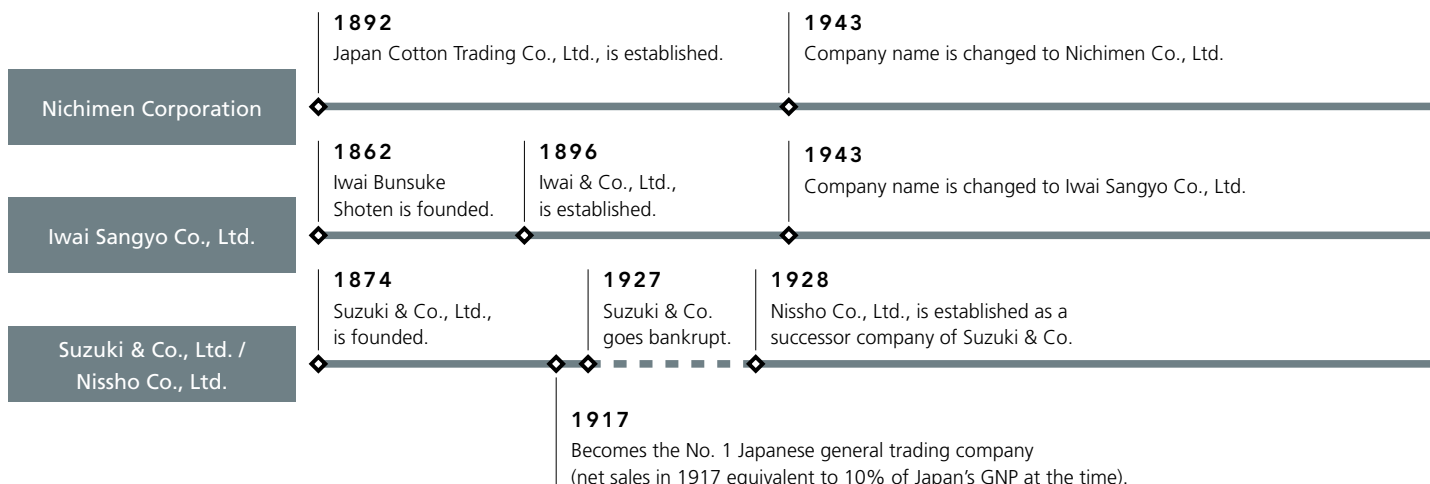 1892
Japan Cotton Trading Co., Ltd., is established.
1943
Company name is changed to Nichimen Co., Ltd.
Nichimen Corporation
1862
Iwai Bunsuke
Shoten is founded.
1896
Iwai & Co., Ltd.,
is established.
1943
Company name is changed to Iwai Sangyo Co., Ltd.
Iwai Sangyo Co., Ltd.
1874
Suzuki & Co., Ltd.,
is founded.
1927
Suzuki & Co.
goes bankrupt.
1928
Nissho Co., Ltd., is established as a
successor company of Suzuki & Co.
Suzuki & Co., Ltd. /
Nissho Co., Ltd.
1917
Becomes the No. 1 Japanese general trading company
(net sales in 1917 equivalent to 10% of Japan's GNP at the time).